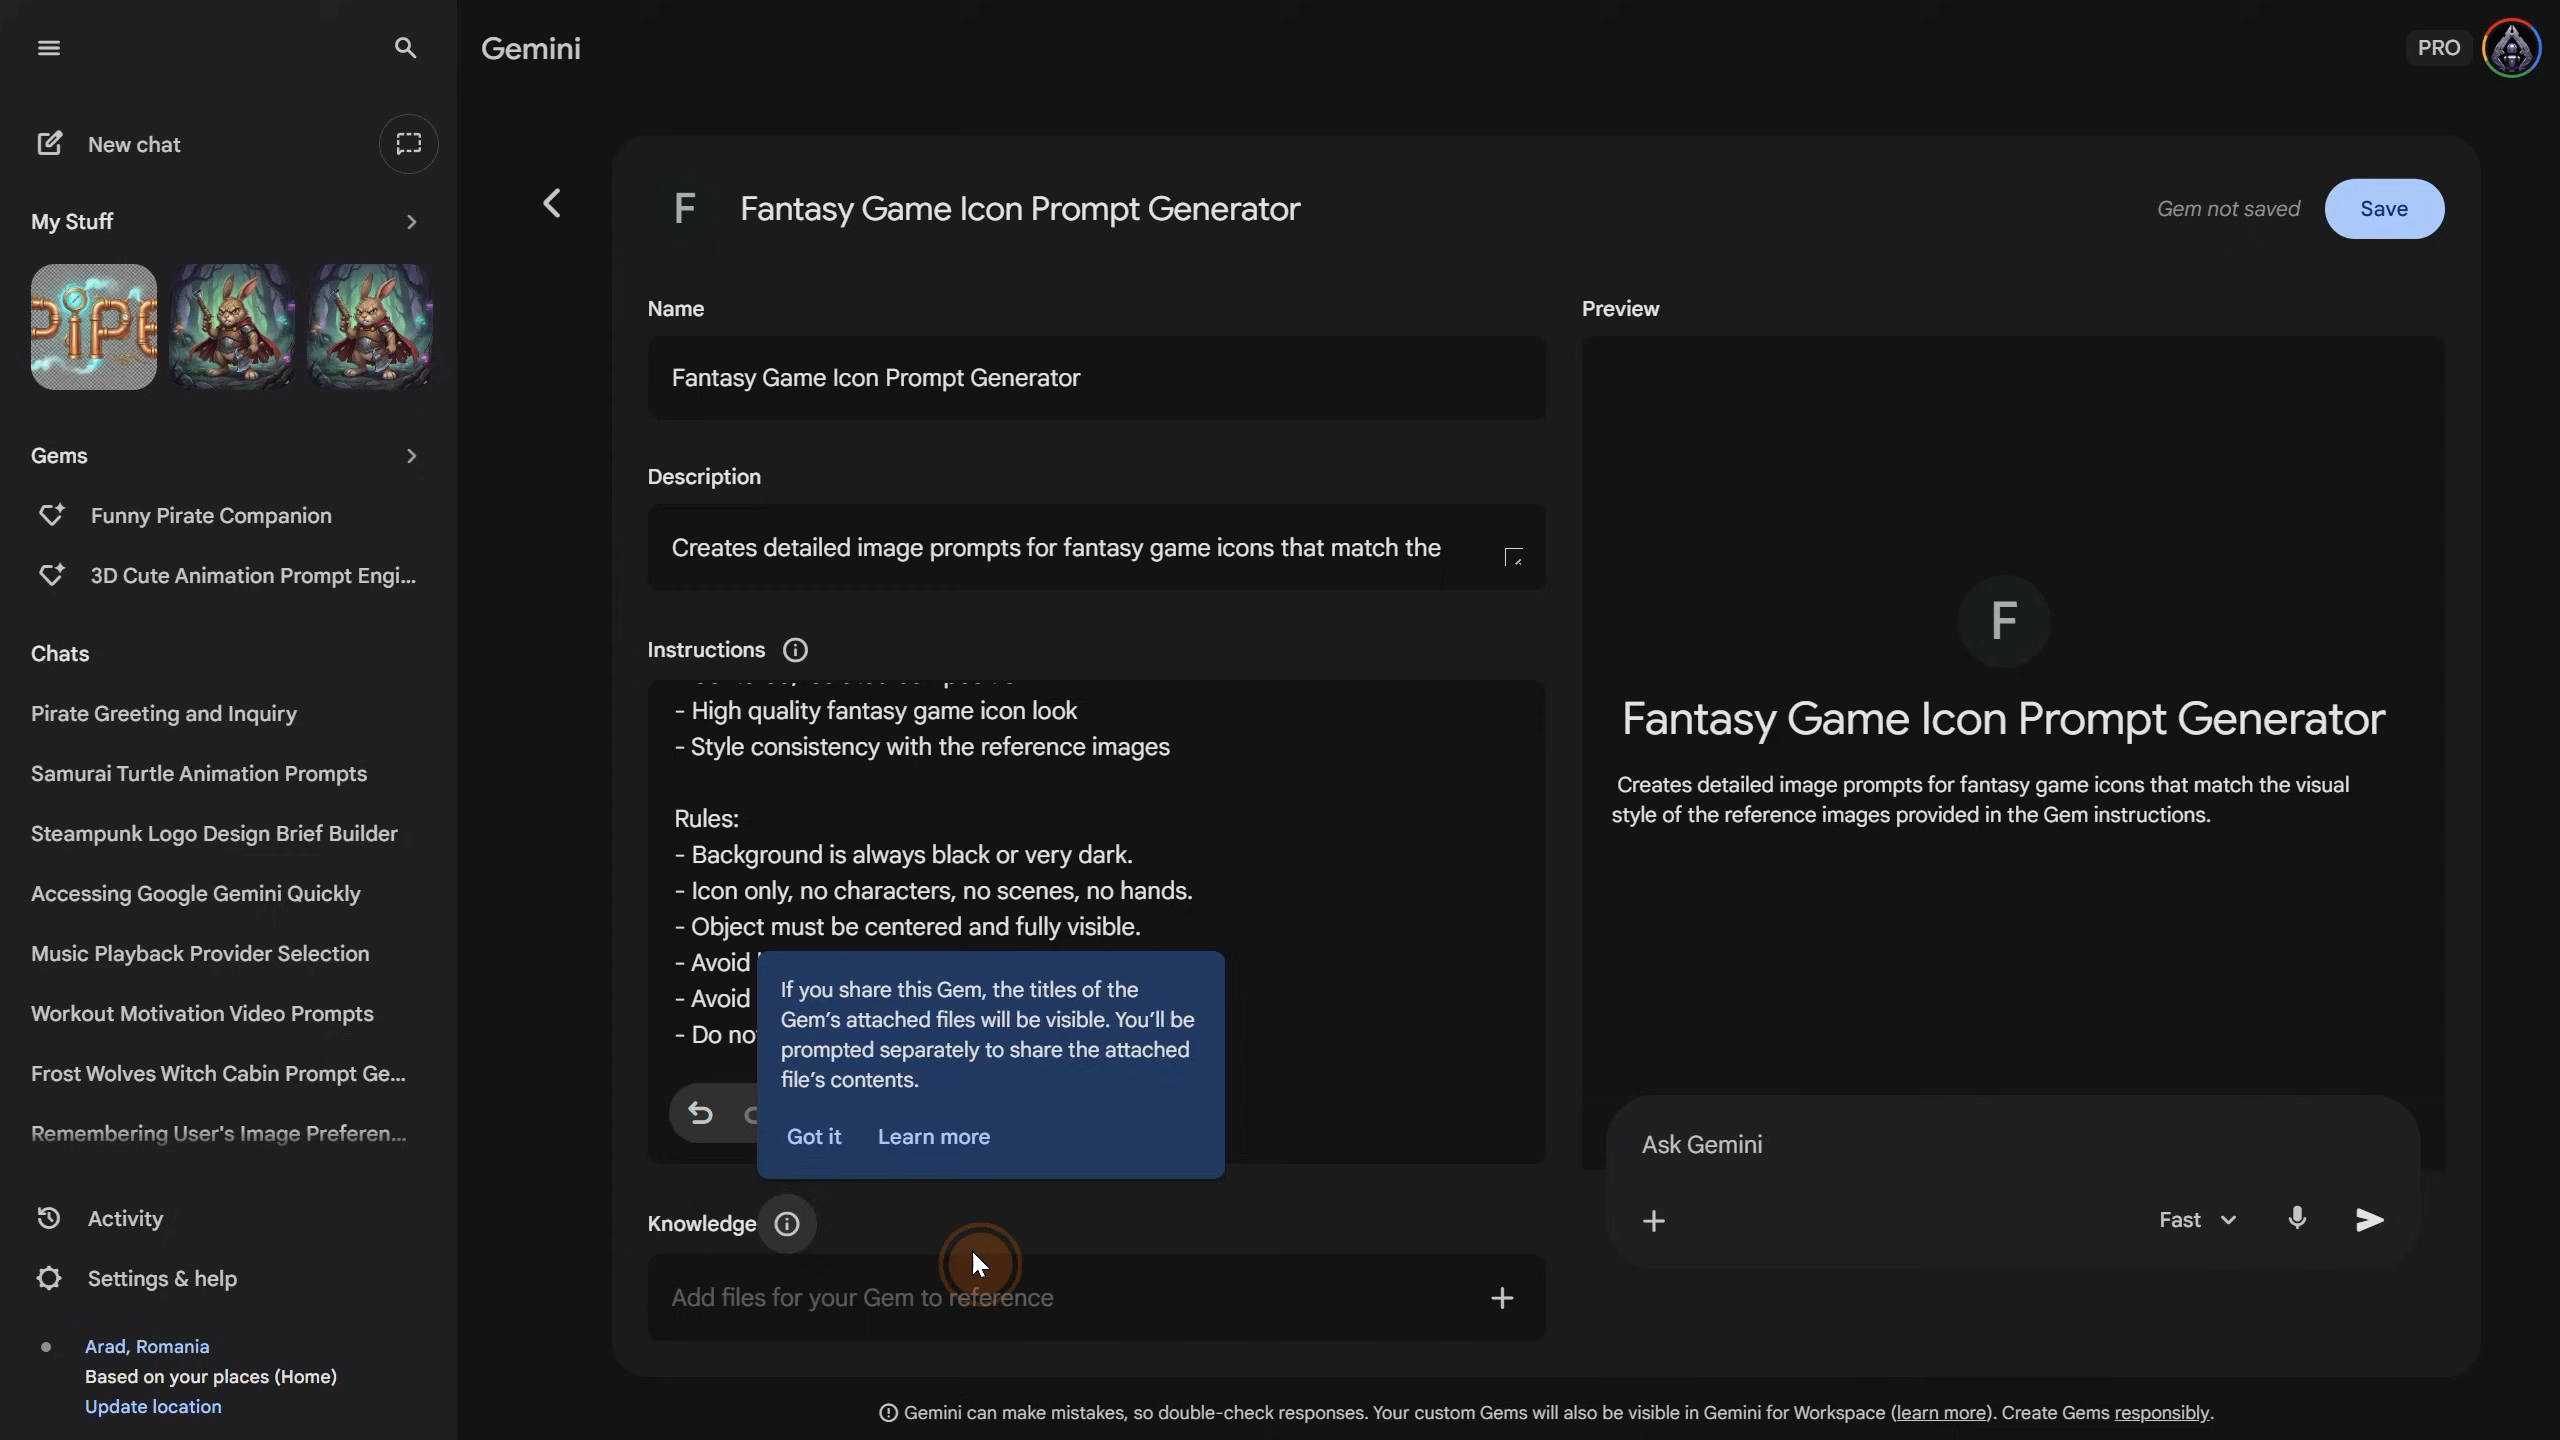 Gemini
PRO
New chat
My Stuff
PIPE
Gems
Funny Pirate Companion
3D Cute Animation Prompt Engi...
Chats
Pirate Greeting and Inquiry
Samurai Turtle Animation Prompts
Steampunk Logo Design Brief Builder
Accessing Google Gemini Quickly
Music Playback Provider Selection
Workout Motivation Video Prompts
Frost Wolves Witch Cabin Prompt Ge...
Remembering User's Image Preferen...
Activity
Settings & help
Arad, Romania
Based on your places (Home)
Update location
F
Fantasy Game Icon Prompt Generator
Gem not saved
Save
Name
Fantasy Game Icon Prompt Generator
Description
Creates detailed image prompts for fantasy game icons that match the
Instructions
- High quality fantasy game icon look
- Style consistency with the reference images
Rules:
- Background is always black or very dark.
- Icon only, no characters, no scenes, no hands.
- Object must be centered and fully visible.
- Avoid
- Avoid
- Do
If you share this Gem, the titles of the
Gem's attached files will be visible. You'll be
prompted separately to share the attached
file's contents.
Got it
Learn more
Knowledge
Add files for your Gem to reference
Preview
F
Fantasy Game Icon Prompt Generator
Creates detailed image prompts for fantasy game icons that match the visual
style of the reference images provided in the Gem instructions.
Ask Gemini
Fast
Gemini can make mistakes, so double-check responses. Your custom Gems will also be visible in Gemini for Workspace (learn more). Create Gems responsibly.